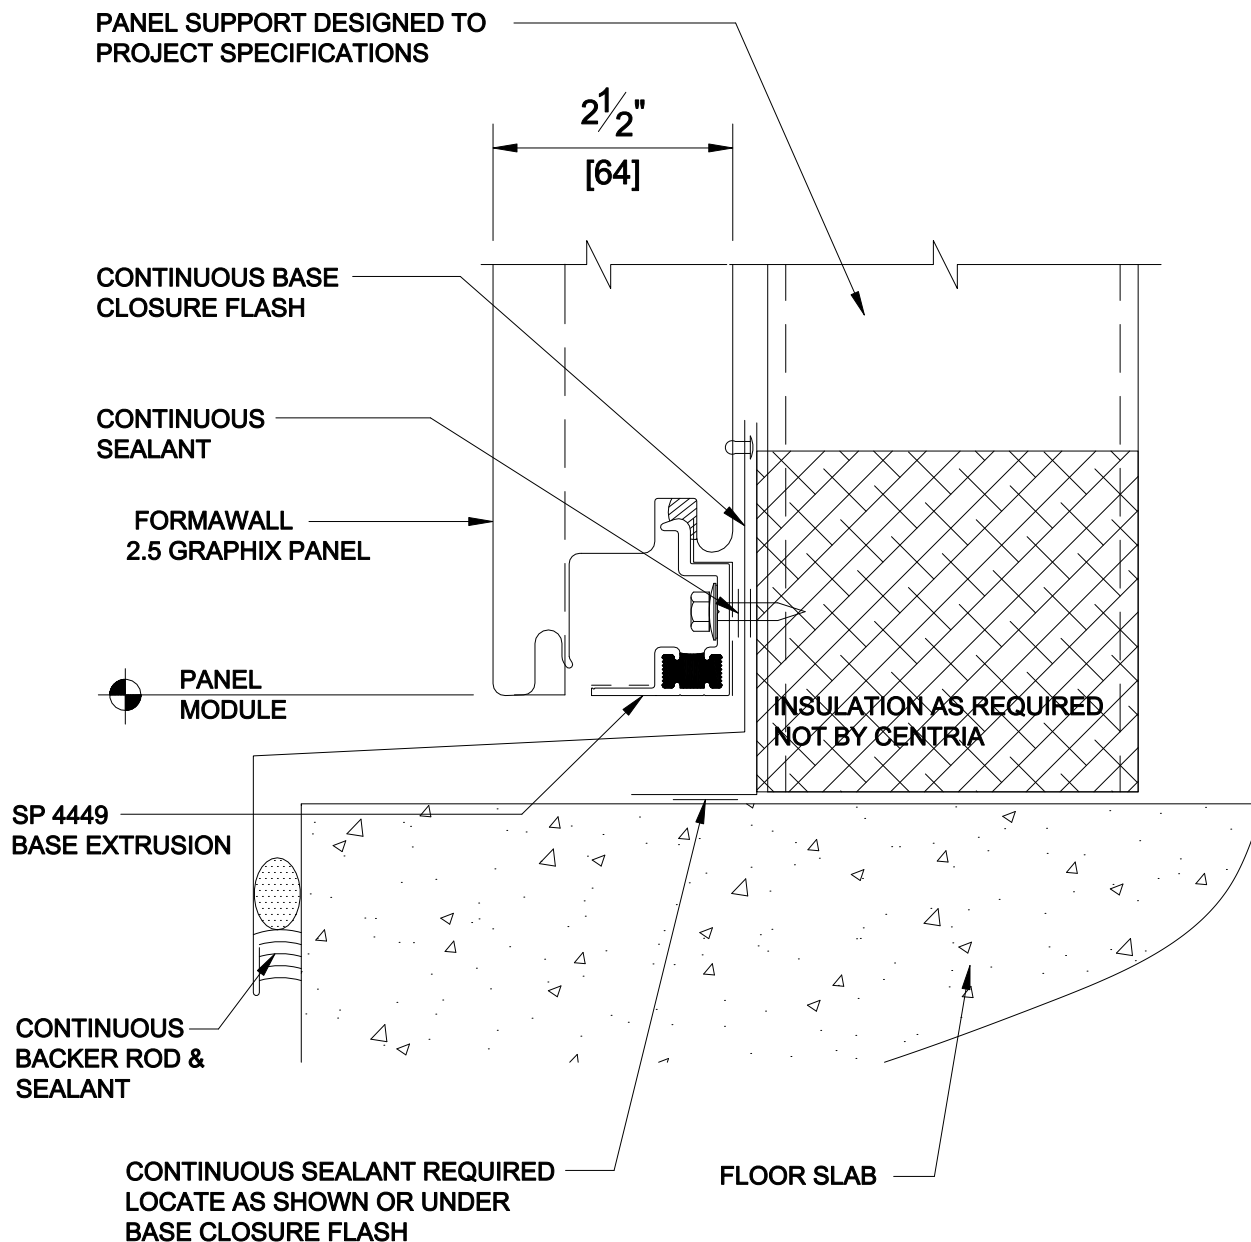 PANEL SUPPORT DESIGNED TO
PROJECT SPECIFICATIONS
2 1/2"
[64]
CONTINUOUS BASE
CLOSURE FLASH
CONTINUOUS
SEALANT
FORMAWALL
2.5 GRAPHIX PANEL
PANEL
MODULE
INSULATION AS REQUIRED
NOT BY CENTRIA
SP 4449
BASE EXTRUSION
CONTINUOUS
BACKER ROD &
SEALANT
CONTINUOUS SEALANT REQUIRED
LOCATE AS SHOWN OR UNDER
BASE CLOSURE FLASH
FLOOR SLAB